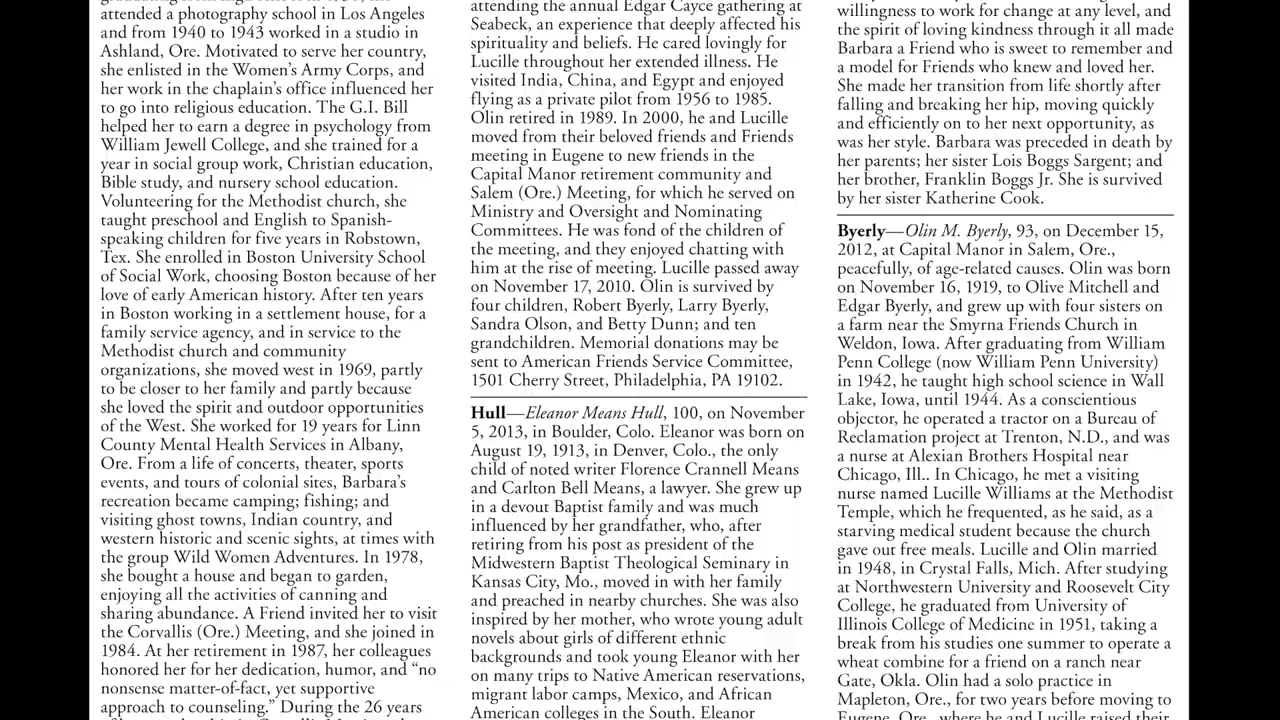 attended a photography school in Los Angeles
and from 1940 to 1943 worked in a studio in
Ashland, Ore. Motivated to serve her country,
she enlisted in the Women's Army Corps, and
her work in the chaplain's office influenced her
to go into religious education. The G.I. Bill
helped her to earn a degree in psychology from
William Jewell College, and she trained for a
year in social group work, Christian education,
Bible study, and nursery school education.
Volunteering for the Methodist church, she
taught preschool and English to Spanish-
speaking children for five years in Robstown,
Tex. She enrolled in Boston University School
of Social Work, choosing Boston because of her
love of early American history. After ten years
in Boston working in a settlement house, for a
family service agency, and in service to the
Methodist church and community
organizations, she moved west in 1969, partly
to be closer to her family and partly because
she loved the spirit and outdoor opportunities
of the West. She worked for 19 years for Linn
County Mental Health Services in Albany,
Ore. From a life of concerts, theater, sports
events, and tours of colonial sites, Barbara's
recreation became camping; fishing; and
visiting ghost towns, Indian country, and
western historic and scenic sights, at times with
the group Wild Women Adventures. In 1978,
she bought a house and began to garden,
enjoying all the activities of canning and
sharing abundance. A Friend invited her to visit
the Corvallis (Ore.) Meeting, and she joined in
1984. At her retirement in 1987, her colleagues
honored her for her dedication, humor, and “no
nonsense matter-of-fact, yet supportive
approach to counseling.” During the 26 years
attending the annual Edgar Cayce gathering at
Seabeck, an experience that deeply affected his
spirituality and beliefs. He cared lovingly for
Lucille throughout her extended illness. He
visited India, China, and Egypt and enjoyed
flying as a private pilot from 1956 to 1985.
Olin retired in 1989. In 2000, he and Lucille
moved from their beloved friends and Friends
meeting in Eugene to new friends in the
Capital Manor retirement community and
Salem (Ore.) Meeting, for which he served on
Ministry and Oversight and Nominating
Committees. He was fond of the children of
the meeting, and they enjoyed chatting with
him at the rise of meeting. Lucille passed away
on November 17, 2010. Olin is survived by
four children, Robert Byerly, Larry Byerly,
Sandra Olson, and Betty Dunn; and ten
grandchildren. Memorial donations may be
sent to American Friends Service Committee,
1501 Cherry Street, Philadelphia, PA 19102.
Hull—Eleanor Means Hull, 100, on November
5, 2013, in Boulder, Colo. Eleanor was born on
August 19, 1913, in Denver, Colo., the only
child of noted writer Florence Crannell Means
and Carlton Bell Means, a lawyer. She grew up
in a devout Baptist family and was much
influenced by her grandfather, who, after
retiring from his post as president of the
Midwestern Baptist Theological Seminary in
Kansas City, Mo., moved in with her family
and preached in nearby churches. She was also
inspired by her mother, who wrote young adult
novels about girls of different ethnic
backgrounds and took young Eleanor with her
on many trips to Native American reservations,
migrant labor camps, Mexico, and African
American colleges in the South. Eleanor
willingness to work for change at any level, and
the spirit of loving kindness through it all made
Barbara a Friend who is sweet to remember and
a model for Friends who knew and loved her.
She made her transition from life shortly after
falling and breaking her hip, moving quickly
and efficiently on to her next opportunity, as
was her style. Barbara was preceded in death by
her parents; her sister Lois Boggs Sargent; and
her brother, Franklin Boggs Jr. She is survived
by her sister Katherine Cook.
Byerly—Olin M. Byerly, 93, on December 15,
2012, at Capital Manor in Salem, Ore.,
peacefully, of age-related causes. Olin was born
on November 16, 1919, to Olive Mitchell and
Edgar Byerly, and grew up with four sisters on
a farm near the Smyrna Friends Church in
Weldon, Iowa. After graduating from William
Penn College (now William Penn University)
in 1942, he taught high school science in Wall
Lake, Iowa, until 1944. As a conscientious
objector, he operated a tractor on a Bureau of
Reclamation project at Trenton, N.D., and was
a nurse at Alexian Brothers Hospital near
Chicago, Ill.. In Chicago, he met a visiting
nurse named Lucille Williams at the Methodist
Temple, which he frequented, as he said, as a
starving medical student because the church
gave out free meals. Lucille and Olin married
in 1948, in Crystal Falls, Mich. After studying
at Northwestern University and Roosevelt City
College, he graduated from University of
Illinois College of Medicine in 1951, taking a
break from his studies one summer to operate a
wheat combine for a friend on a ranch near
Gate, Okla. Olin had a solo practice in
Mapleton, Ore., for two years before moving to
Eugene, Ore., where he and Lucille raised their